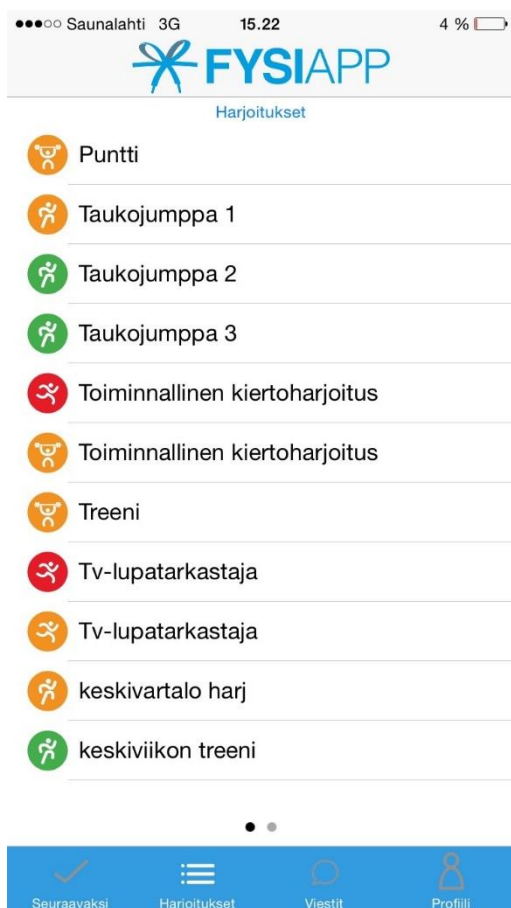 Saunalahti 3G 15.22 4 %
FYSIAPP
Harjoitukset
Puntti
Taukojumppa 1
Taukojumppa 2
Taukojumppa 3
Toiminnallinen kiertoharjoitus
Toiminnallinen kiertoharjoitus
Treeni
Tv-lupatarkastaja
Tv-lupatarkastaja
keskivartalo harj
keskiviikon treeni
Seuraavaksi Harjoitukset Viestit Profiili